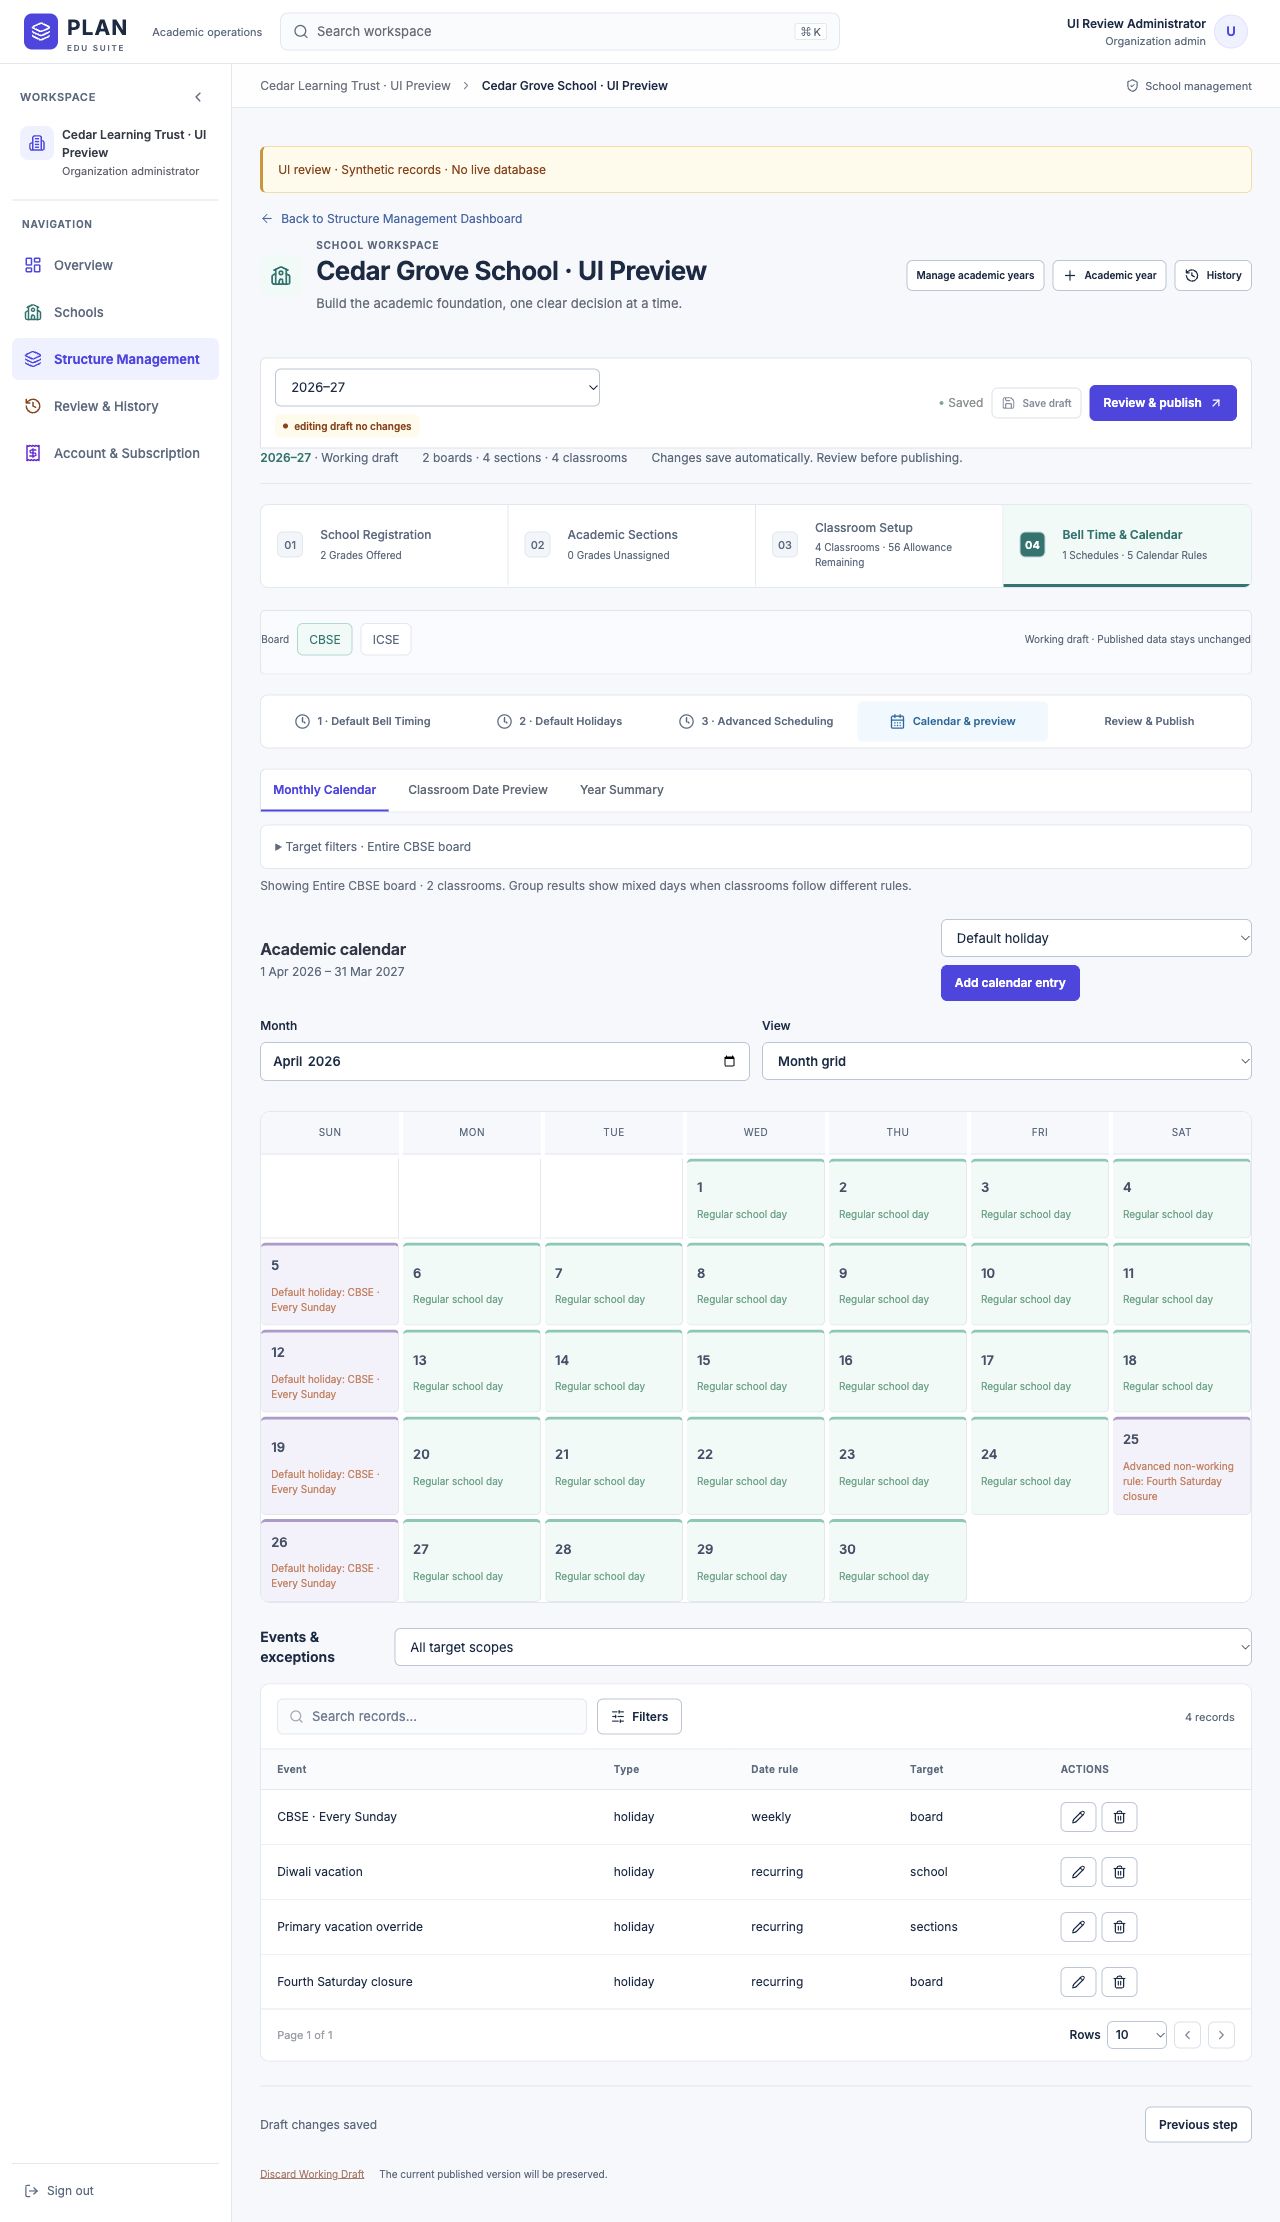 PLAN
EDU SUITE
Academic operations
Search workspace
⌘ K
UI Review Administrator
Organization admin
U
WORKSPACE
Cedar Learning Trust · UI
Preview
Organization administrator
NAVIGATION
Overview
Schools
Structure Management
Review & History
Account & Subscription
Sign out
Cedar Learning Trust · UI Preview
Cedar Grove School · UI Preview
School management
UI review · Synthetic records · No live database
Back to Structure Management Dashboard
SCHOOL WORKSPACE
Cedar Grove School · UI Preview
Build the academic foundation, one clear decision at a time.
Manage academic years
Academic year
History
2026–27
editing draft no changes
• Saved
Save draft
Review & publish
2026–27 · Working draft
2 boards · 4 sections · 4 classrooms
Changes save automatically. Review before publishing.
01
School Registration
2 Grades Offered
02
Academic Sections
0 Grades Unassigned
03
Classroom Setup
4 Classrooms · 56 Allowance
Remaining
04
Bell Time & Calendar
1 Schedules · 5 Calendar Rules
Board
CBSE
ICSE
Working draft · Published data stays unchanged
1 · Default Bell Timing
2 · Default Holidays
3 · Advanced Scheduling
Calendar & preview
Review & Publish
Monthly Calendar
Classroom Date Preview
Year Summary
Target filters · Entire CBSE board
Showing Entire CBSE board · 2 classrooms. Group results show mixed days when classrooms follow different rules.
Academic calendar
1 Apr 2026 – 31 Mar 2027
Default holiday
Add calendar entry
Month
April 2026
View
Month grid
SUN
MON
TUE
WED
THU
FRI
SAT
1
Regular school day
2
Regular school day
3
Regular school day
4
Regular school day
5
Default holiday: CBSE ·
Every Sunday
6
Regular school day
7
Regular school day
8
Regular school day
9
Regular school day
10
Regular school day
11
Regular school day
12
Default holiday: CBSE ·
Every Sunday
13
Regular school day
14
Regular school day
15
Regular school day
16
Regular school day
17
Regular school day
18
Regular school day
19
Default holiday: CBSE ·
Every Sunday
20
Regular school day
21
Regular school day
22
Regular school day
23
Regular school day
24
Regular school day
25
Advanced non-working
rule: Fourth Saturday
closure
26
Default holiday: CBSE ·
Every Sunday
27
Regular school day
28
Regular school day
29
Regular school day
30
Regular school day
Events &
exceptions
All target scopes
Search records...
Filters
4 records
Event
Type
Date rule
Target
ACTIONS
CBSE · Every Sunday
holiday
weekly
board
Diwali vacation
holiday
recurring
school
Primary vacation override
holiday
recurring
sections
Fourth Saturday closure
holiday
recurring
board
Page 1 of 1
Rows
10
Draft changes saved
Previous step
Discard Working Draft
The current published version will be preserved.